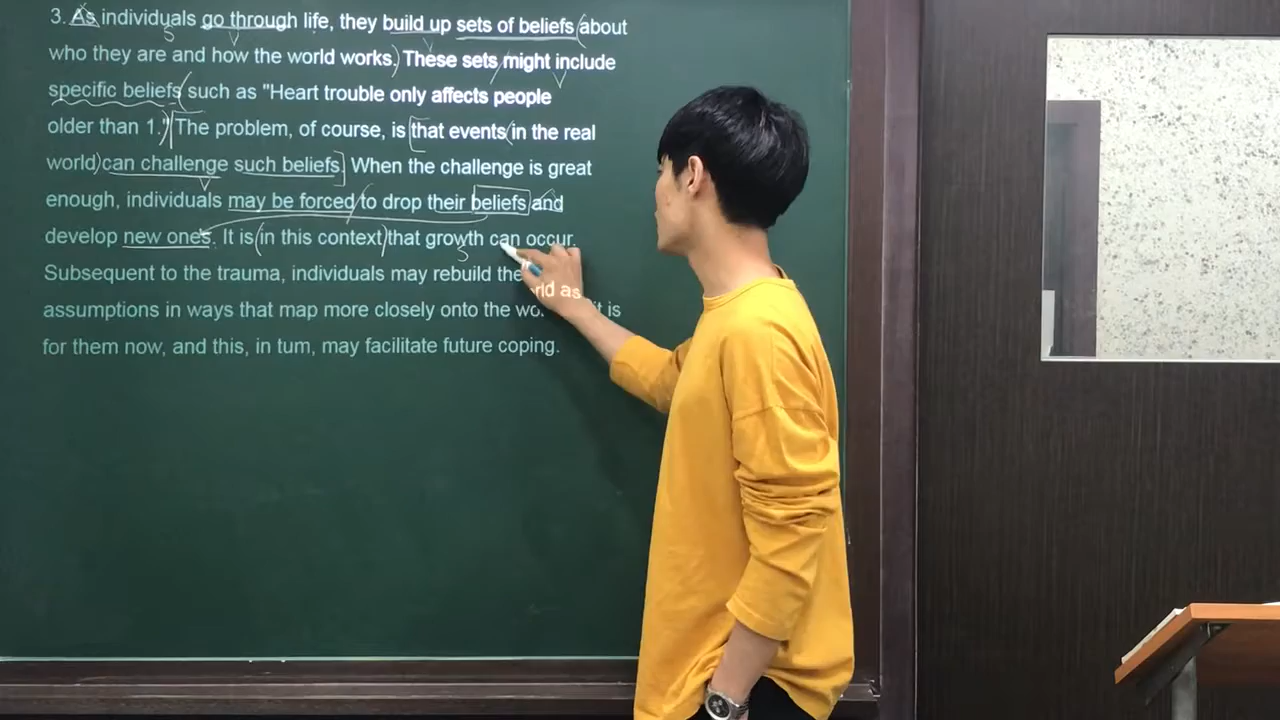 3. As individuals go through life, they build up sets of beliefs about
who they are and how the world works. These sets might include
specific beliefs such as "Heart trouble only affects people
older than 1." The problem, of course, is that events in the real
world can challenge such beliefs. When the challenge is great
enough, individuals may be forced to drop their beliefs and
develop new ones. It is in this context that growth can occur.
Subsequent to the trauma, individuals may rebuild
assumptions in ways that map more closely onto the it is
for them now, and this, in tum, may facilitate future coping.